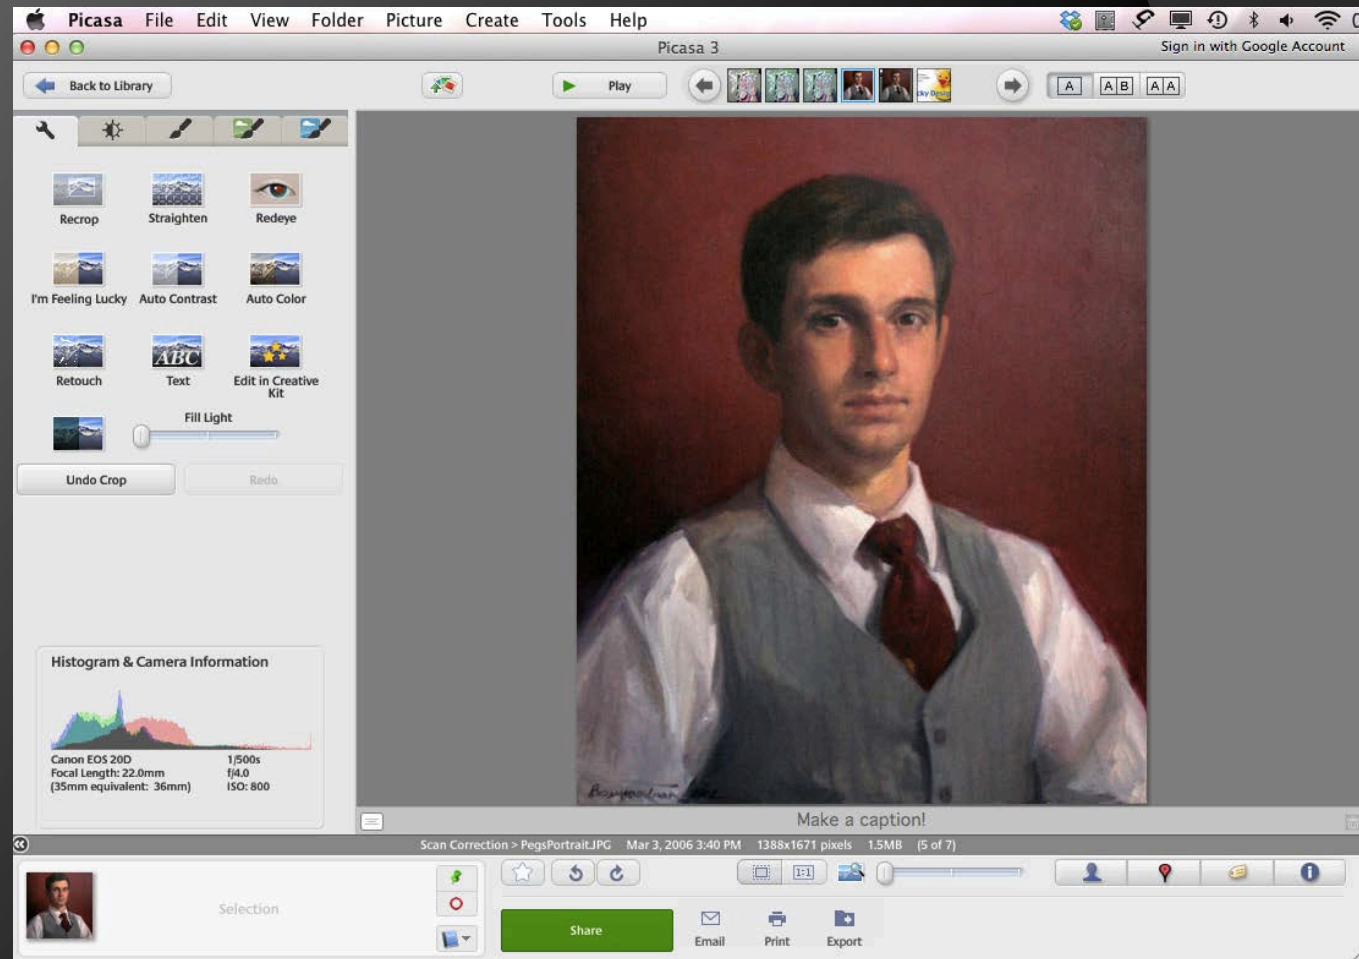 Picasa File Edit View Folder Picture Create Tools Help
Picasa 3
Sign in with Google Account
Back to Library
Play
A
A B
A A
Recrop
Straighten
Redeye
I'm Feeling Lucky
Auto Contrast
Auto Color
ABC
Retouch
Text
Edit in Creative
Kit
Fill Light
Undo Crop
Redo
Histogram & Camera Information
Canon EOS 20D 1/500s
Focal Length: 22.0mm f/4.0
(35mm equivalent: 36mm) ISO: 800
Make a caption!
Scan Correction > PegsPortrait.JPG Mar 3, 2006 3:40 PM 1388x1671 pixels 1.5MB (5 of 7)
1:1
Selection
Share
Email
Print
Export